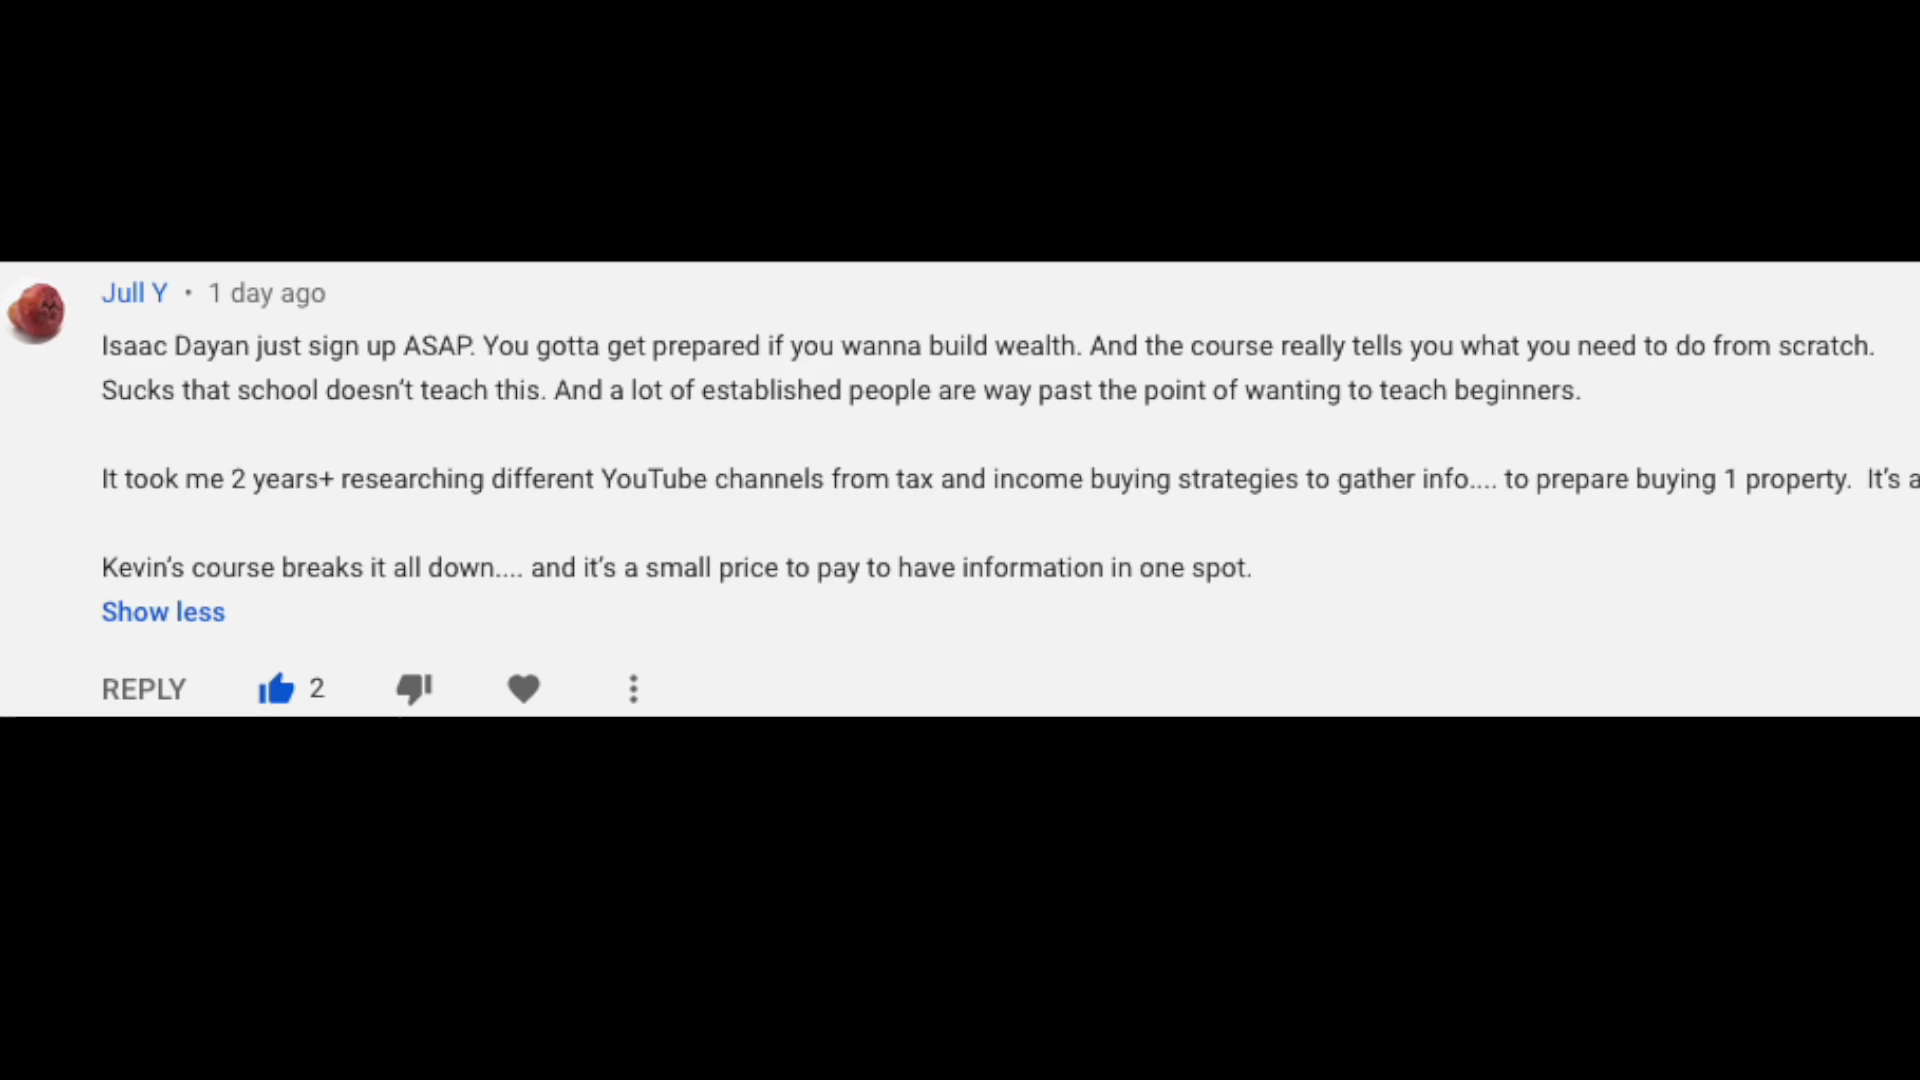 Jull Y • 1 day ago
Isaac Dayan just sign up ASAP. You gotta get prepared if you wanna build wealth. And the course really tells you what you need to do from scratch.
Sucks that school doesn’t teach this. And a lot of established people are way past the point of wanting to teach beginners.
It took me 2 years+ researching different YouTube channels from tax and income buying strategies to gather info.... to prepare buying 1 property.  It’s a
Kevin’s course breaks it all down.... and it’s a small price to pay to have information in one spot.
Show less
REPLY 2